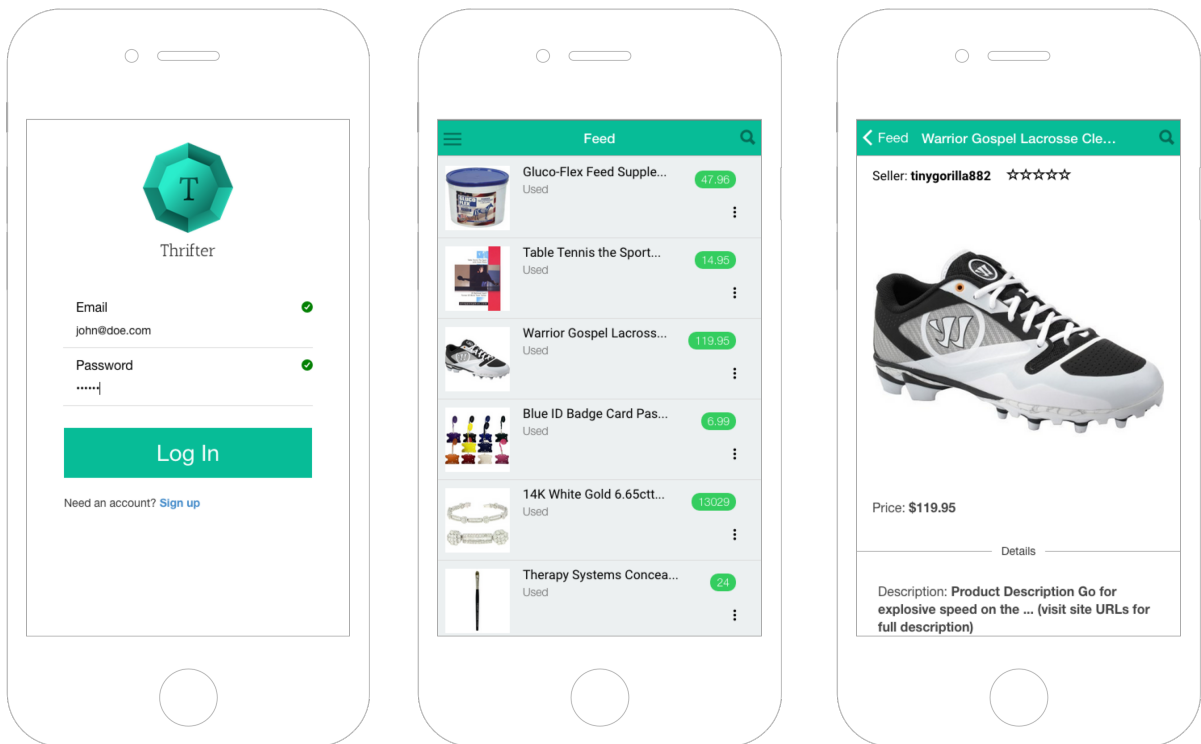 T
Thrifter
Email
john@doe.com
Password
Log In
Need an account? Sign up
Feed
Gluco-Flex Feed Supple...
47.96
Used
Table Tennis the Sport...
14.95
Used
Warrior Gospel Lacross...
119.95
Used
Blue ID Badge Card Pas...
6.99
Used
14K White Gold 6.65ctt...
13029
Used
Therapy Systems Concea...
24
Used
Feed Warrior Gospel Lacrosse Cle...
Seller: tinygorilla882
Price: $119.95
Details
Description: Product Description Go for
explosive speed on the ... (visit site URLs for
full description)